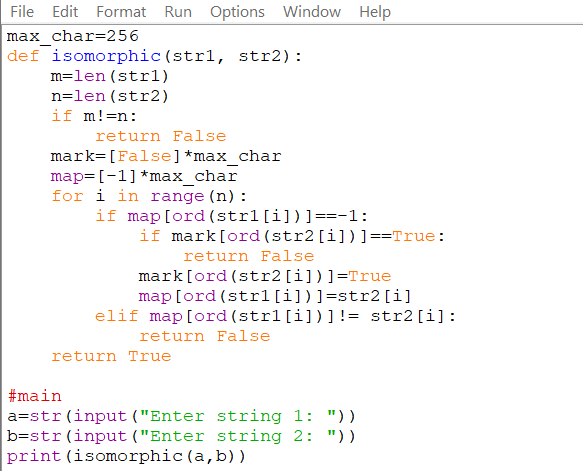 File Edit Format Run Options Window Help
max_char=256
def isomorphic(str1, str2):
    m=len(str1)
    n=len(str2)
    if m!=n:
        return False
    mark=[False]*max_char
    map=[-1]*max_char
    for i in range(n):
        if map[ord(str1[i])]==-1:
            if mark[ord(str2[i])]==True:
                return False
            mark[ord(str2[i])]=True
            map[ord(str1[i])]=str2[i]
        elif map[ord(str1[i])]!= str2[i]:
            return False
    return True

#main
a=str(input("Enter string 1: "))
b=str(input("Enter string 2: "))
print(isomorphic(a,b))